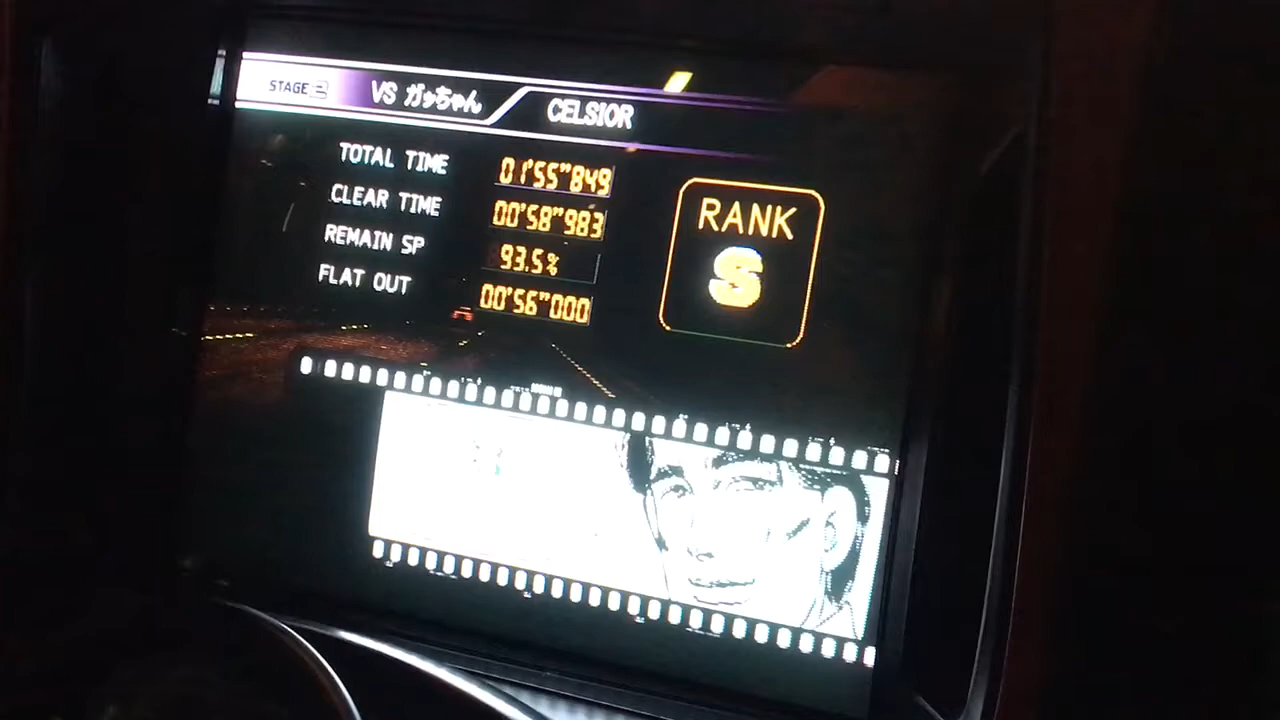 STAGE 2 VS ガッちゃん CELSIOR
TOTAL TIME 01'55"849
CLEAR TIME 00'58"983
REMAIN SP 93.5%
FLAT OUT 00'56"000
RANK
S